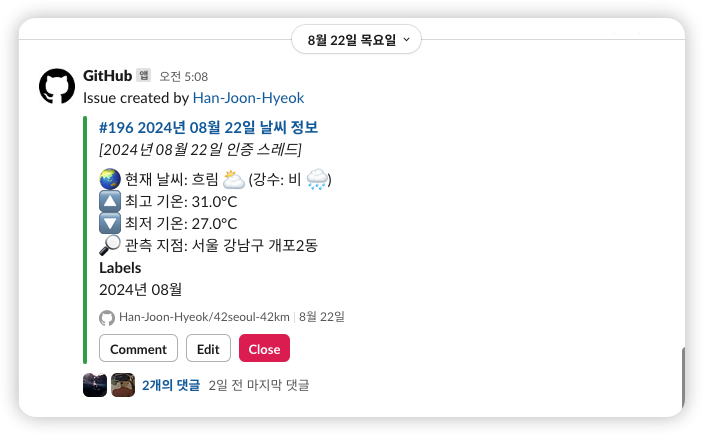 8월 22일 목요일
GitHub 앱 오전 5:08
Issue created by Han-Joon-Hyeok
#196 2024년 08월 22일 날씨 정보
[2024년 08월 22일 인증 스레드]
🌏 현재 날씨: 흐림 🌥️ (강수: 비 🌧️)
🔼 최고 기온: 31.0°C
🔽 최저 기온: 27.0°C
🔎 관측 지점: 서울 강남구 개포2동
Labels
2024년 08월
Han-Joon-Hyeok/42seoul-42km | 8월 22일
Comment Edit Close
2개의 댓글 2일 전 마지막 댓글